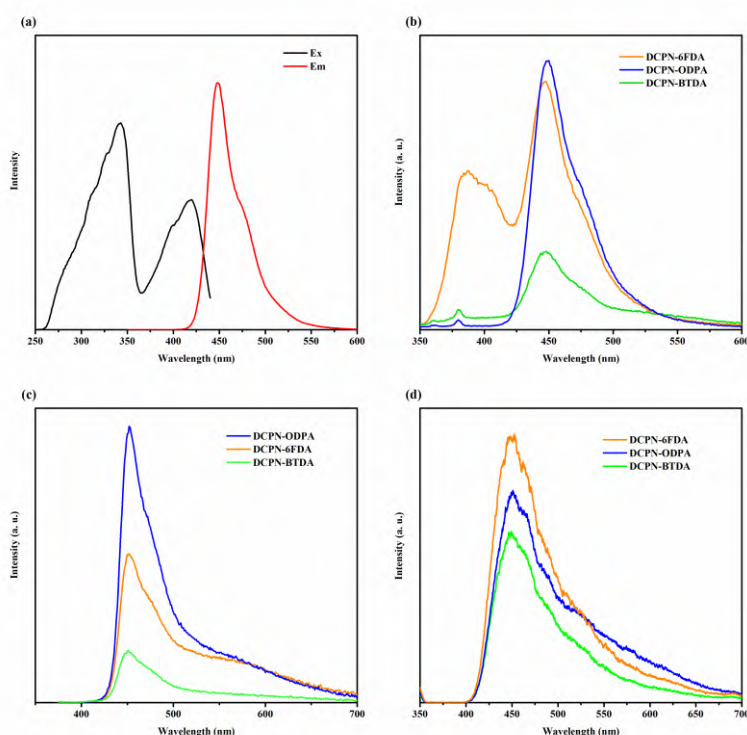 (a)
Ex
Em
Intensity
250 300 350 400 450 500 550 600
Wavelength (nm)
(b)
DCPN-6FDA
DCPN-ODPA
DCPN-BTDA
Intensity (a. u.)
350 400 450 500 550 600
Wavelength (nm)
(c)
DCPN-ODPA
DCPN-6FDA
DCPN-BTDA
Intensity (a. u.)
400 500 600 700
Wavelength (nm)
(d)
DCPN-6FDA
DCPN-ODPA
DCPN-BTDA
Intensity (a. u.)
350 400 450 500 550 600 650 700
Wavelength (nm)